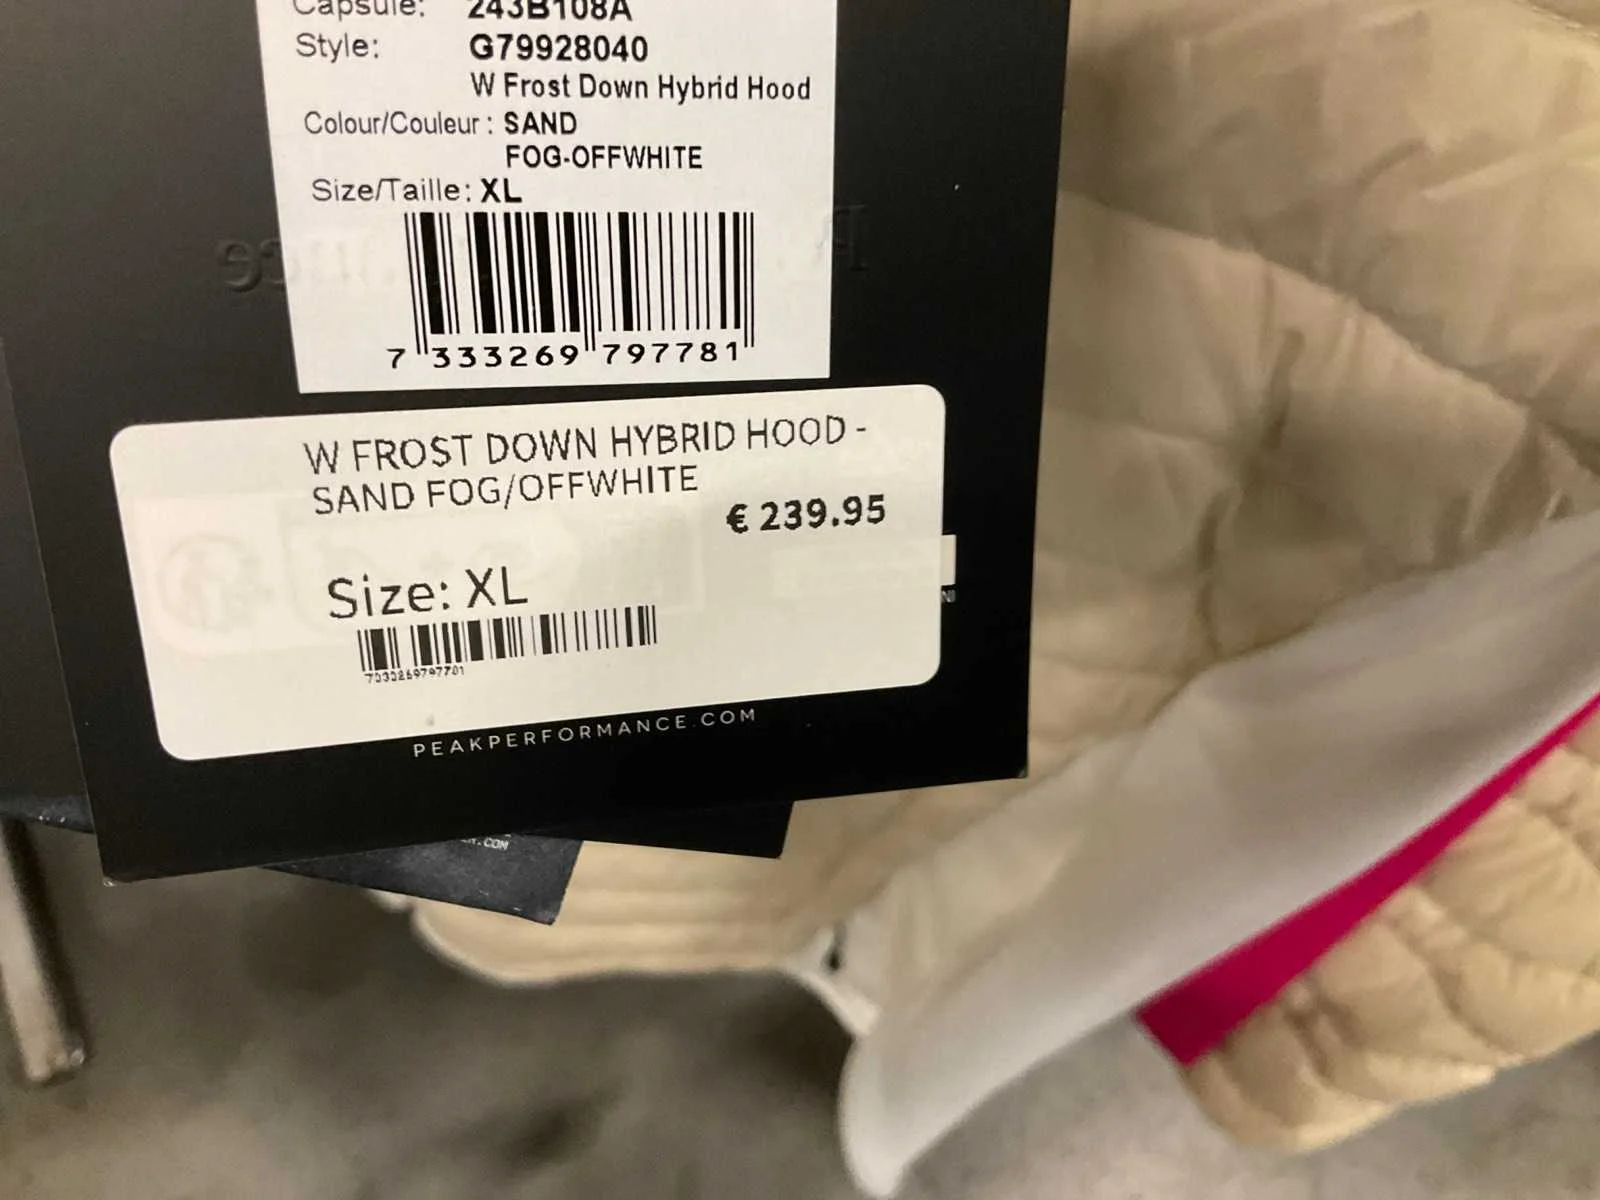 Capsule: 243B108A
Style: G79928040
W Frost Down Hybrid Hood
Colour/Couleur : SAND
FOG-OFFWHITE
Size/Taille: XL
7 333269 797781
W FROST DOWN HYBRID HOOD -
SAND FOG/OFFWHITE
€ 239.95
Size: XL
PEAKPERFORMANCE.COM
.COM